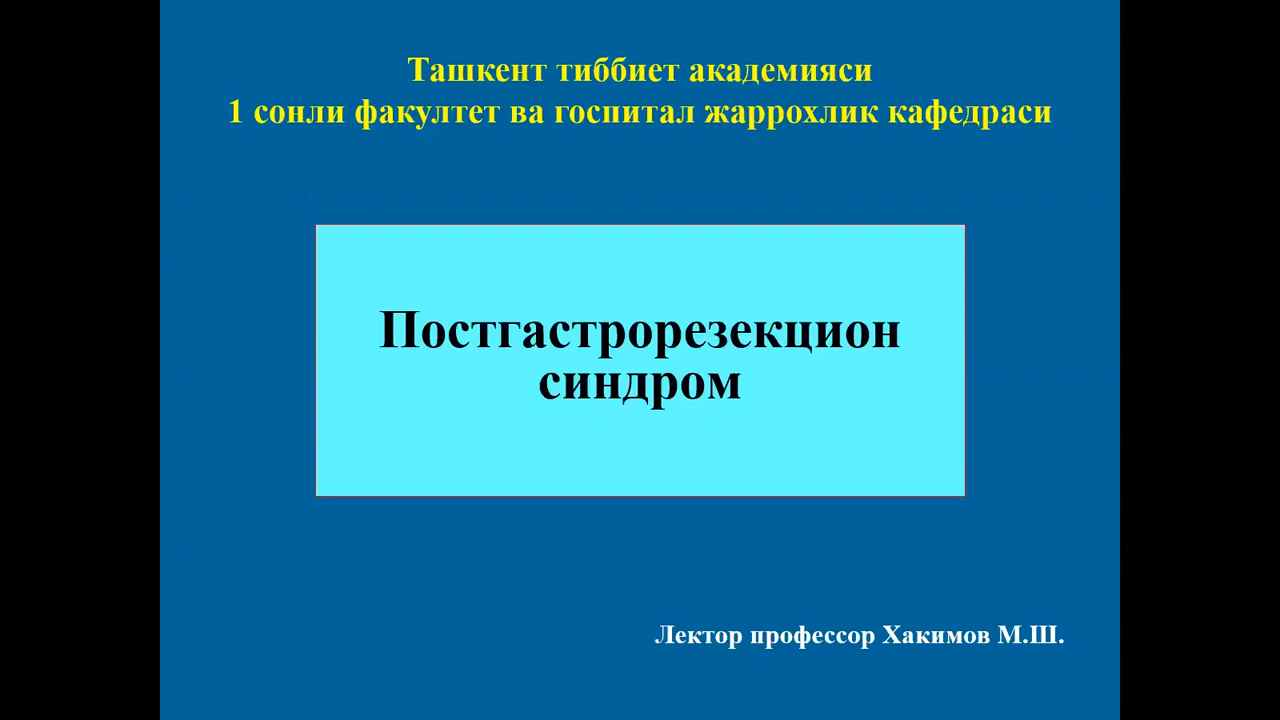 Ташкент тиббиет академияси
1 сонли факултет ва госпитал жаррохлик кафедраси
Постгастрорезекцион
синдром
Лектор профессор Хакимов М.Ш.